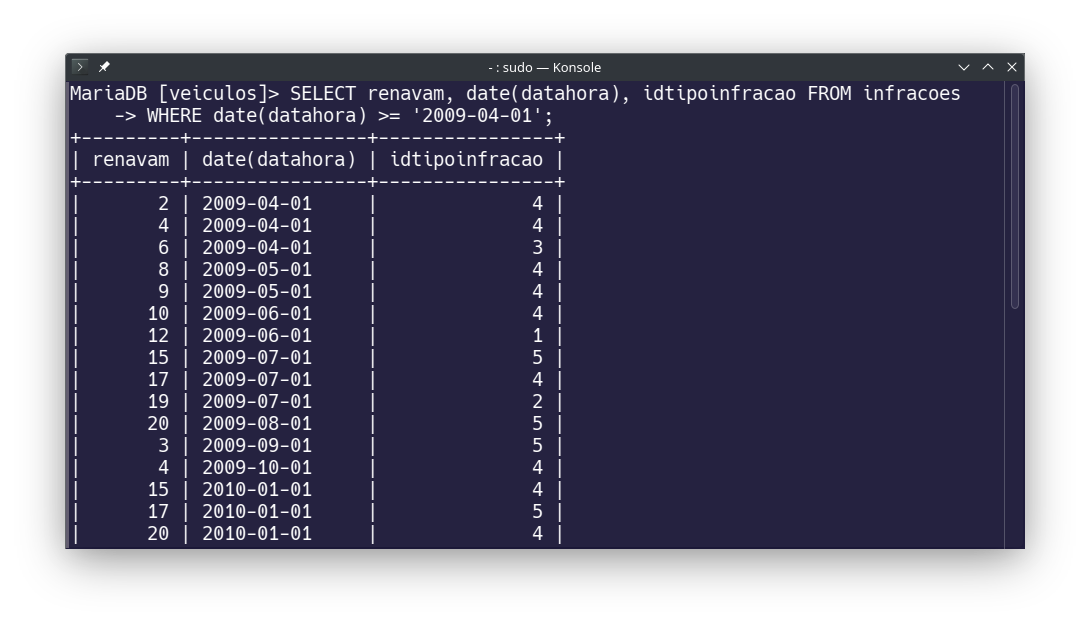 - : sudo — Konsole
MariaDB [veiculos]> SELECT renavam, date(datahora), idtipoinfracao FROM infracoes
    -> WHERE date(datahora) >= '2009-04-01';
+---------+----------------+----------------+
| renavam | date(datahora) | idtipoinfracao |
+---------+----------------+----------------+
|       2 | 2009-04-01     |              4 |
|       4 | 2009-04-01     |              4 |
|       6 | 2009-04-01     |              3 |
|       8 | 2009-05-01     |              4 |
|       9 | 2009-05-01     |              4 |
|      10 | 2009-06-01     |              4 |
|      12 | 2009-06-01     |              1 |
|      15 | 2009-07-01     |              5 |
|      17 | 2009-07-01     |              4 |
|      19 | 2009-07-01     |              2 |
|      20 | 2009-08-01     |              5 |
|       3 | 2009-09-01     |              5 |
|       4 | 2009-10-01     |              4 |
|      15 | 2010-01-01     |              4 |
|      17 | 2010-01-01     |              5 |
|      20 | 2010-01-01     |              4 |